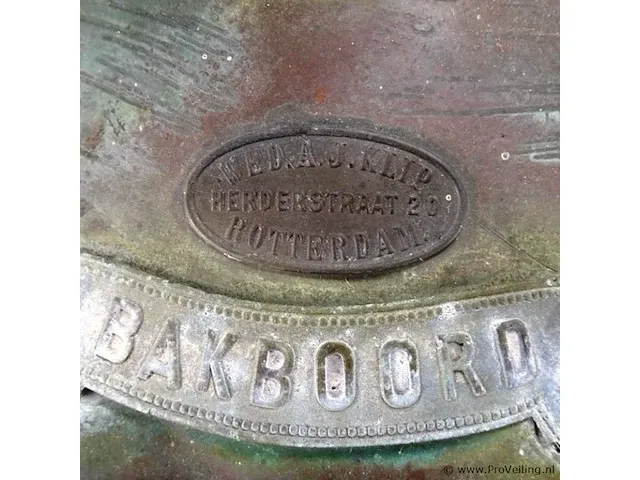 WED. A.J. KLIP.
HERDERSTRAAT 20
ROTTERDAM.
BAKBOORD
© www.ProVeiling.nl